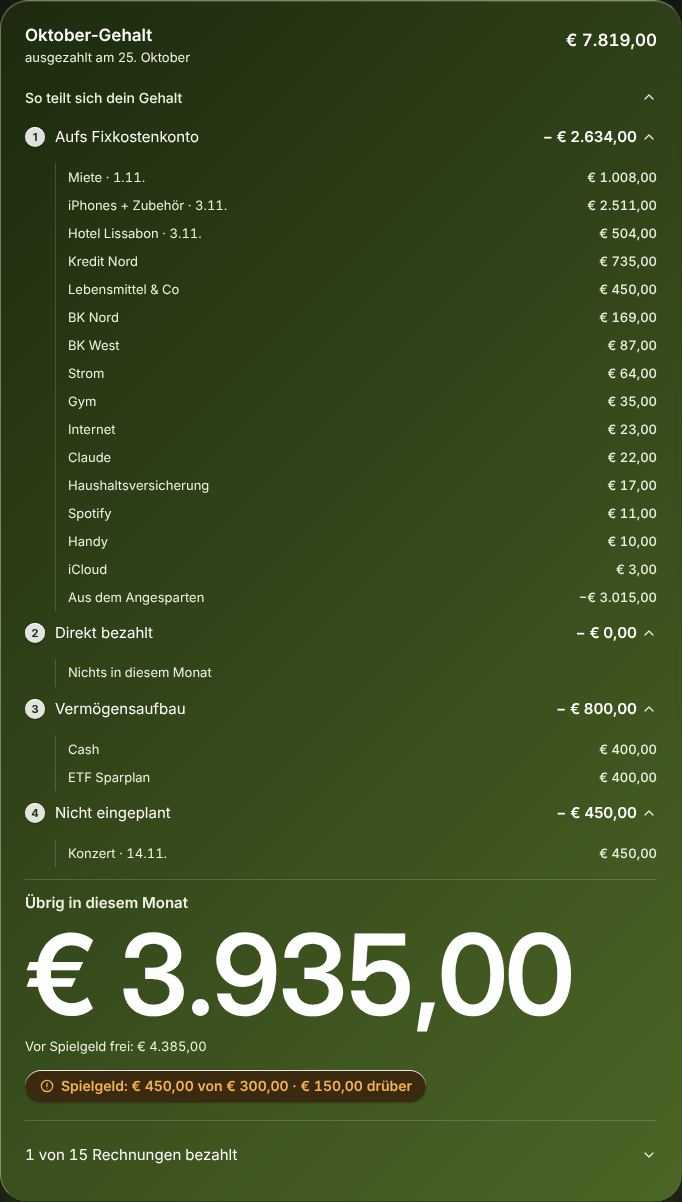 Oktober-Gehalt
€ 7.819,00
ausgezahlt am 25. Oktober
So teilt sich dein Gehalt
1 Aufs Fixkostenkonto − € 2.634,00
Miete · 1.11. € 1.008,00
iPhones + Zubehör · 3.11. € 2.511,00
Hotel Lissabon · 3.11. € 504,00
Kredit Nord € 735,00
Lebensmittel & Co € 450,00
BK Nord € 169,00
BK West € 87,00
Strom € 64,00
Gym € 35,00
Internet € 23,00
Claude € 22,00
Haushaltsversicherung € 17,00
Spotify € 11,00
Handy € 10,00
iCloud € 3,00
Aus dem Angesparten −€ 3.015,00
2 Direkt bezahlt − € 0,00
Nichts in diesem Monat
3 Vermögensaufbau − € 800,00
Cash € 400,00
ETF Sparplan € 400,00
4 Nicht eingeplant − € 450,00
Konzert · 14.11. € 450,00
Übrig in diesem Monat
€ 3.935,00
Vor Spielgeld frei: € 4.385,00
Spielgeld: € 450,00 von € 300,00 · € 150,00 drüber
1 von 15 Rechnungen bezahlt